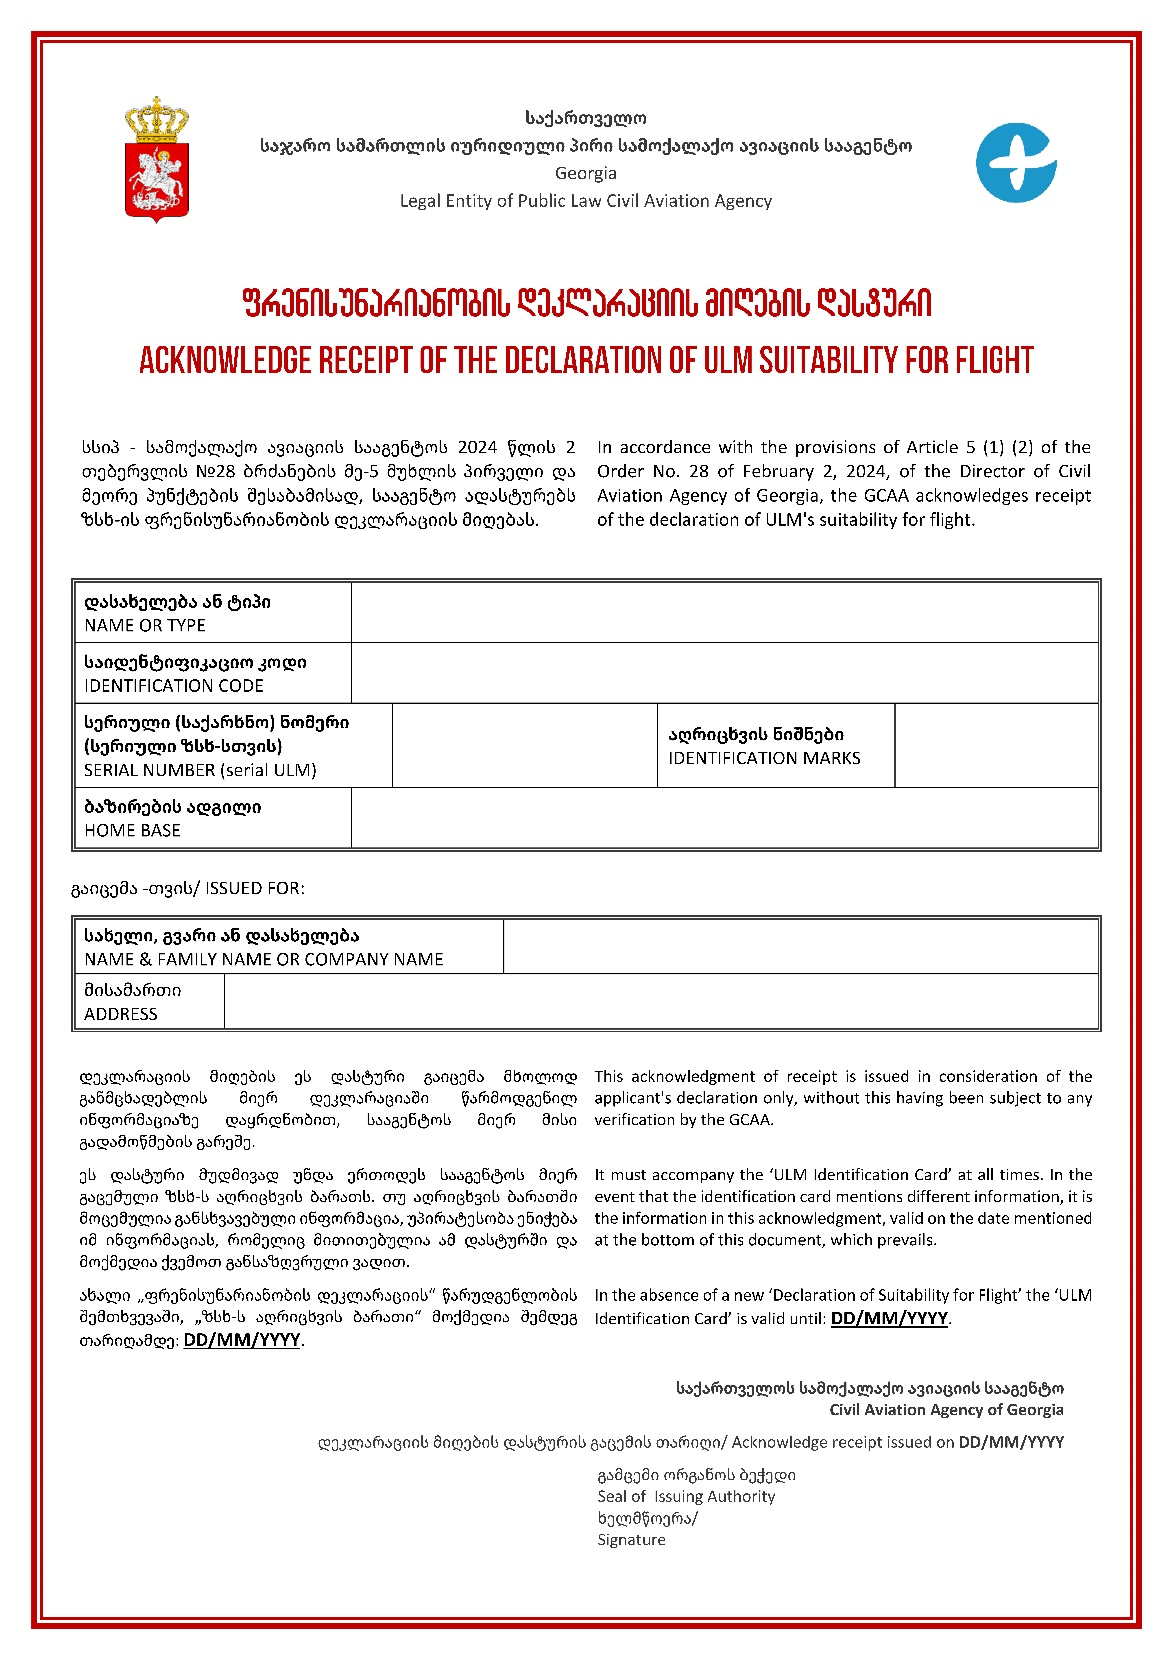 საქართველო
საჯარო სამართლის იურიდიული პირი სამოქალაქო ავიაციის სააგენტო
Georgia
Legal Entity of Public Law Civil Aviation Agency
ფრენისუნარიანობის დეკლარაციის მიღების დასტური
ACKNOWLEDGE RECEIPT OF THE DECLARATION OF ULM SUITABILITY FOR FLIGHT
სსიპ - სამოქალაქო ავიაციის სააგენტოს 2024 წლის 2
თებერვლის №28 ბრძანების მე-5 მუხლის პირველი და
მეორე პუნქტების შესაბამისად, სააგენტო ადასტურებს
ზსხ-ის ფრენისუნარიანობის დეკლარაციის მიღებას.
In accordance with the provisions of Article 5 (1) (2) of the
Order No. 28 of February 2, 2024, of the Director of Civil
Aviation Agency of Georgia, the GCAA acknowledges receipt
of the declaration of ULM's suitability for flight.
დასახელება ან ტიპი
NAME OR TYPE
საიდენტიფიკაციო კოდი
IDENTIFICATION CODE
სერიული (საქარხნო) ნომერი
(სერიული ზსხ-სთვის)
SERIAL NUMBER (serial ULM)
აღრიცხვის ნიშნები
IDENTIFICATION MARKS
ბაზირების ადგილი
HOME BASE
გაიცემა -თვის/ ISSUED FOR:
სახელი, გვარი ან დასახელება
NAME & FAMILY NAME OR COMPANY NAME
მისამართი
ADDRESS
დეკლარაციის მიღების ეს დასტური გაიცემა მხოლოდ
განმცხადებლის მიერ დეკლარაციაში წარმოდგენილ
ინფორმაციაზე დაყრდნობით, სააგენტოს მიერ მისი
გადამოწმების გარეშე.
This acknowledgment of receipt is issued in consideration of the
applicant's declaration only, without this having been subject to any
verification by the GCAA.
ეს დასტური მუდმივად უნდა ერთოდეს სააგენტოს მიერ
გაცემული ზსხ-ს აღრიცხვის ბარათს. თუ აღრიცხვის ბარათში
მოცემულია განსხვავებული ინფორმაცია, უპირატესობა ენიჭება
იმ ინფორმაციას, რომელიც მითითებულია ამ დასტურში და
მოქმედია ქვემოთ განსაზღვრული ვადით.
It must accompany the ‘ULM Identification Card’ at all times. In the
event that the identification card mentions different information, it is
the information in this acknowledgment, valid on the date mentioned
at the bottom of this document, which prevails.
ახალი „ფრენისუნარიანობის დეკლარაციის“ წარუდგენლობის
შემთხვევაში, „ზსხ-ს აღრიცხვის ბარათი“ მოქმედია შემდეგ
თარიღამდე: DD/MM/YYYY.
In the absence of a new ‘Declaration of Suitability for Flight’ the ‘ULM
Identification Card’ is valid until: DD/MM/YYYY.
საქართველოს სამოქალაქო ავიაციის სააგენტო
Civil Aviation Agency of Georgia
დეკლარაციის მიღების დასტურის გაცემის თარიღი/ Acknowledge receipt issued on DD/MM/YYYY
გამცემი ორგანოს ბეჭედი
Seal of Issuing Authority
ხელმწოერა/
Signature